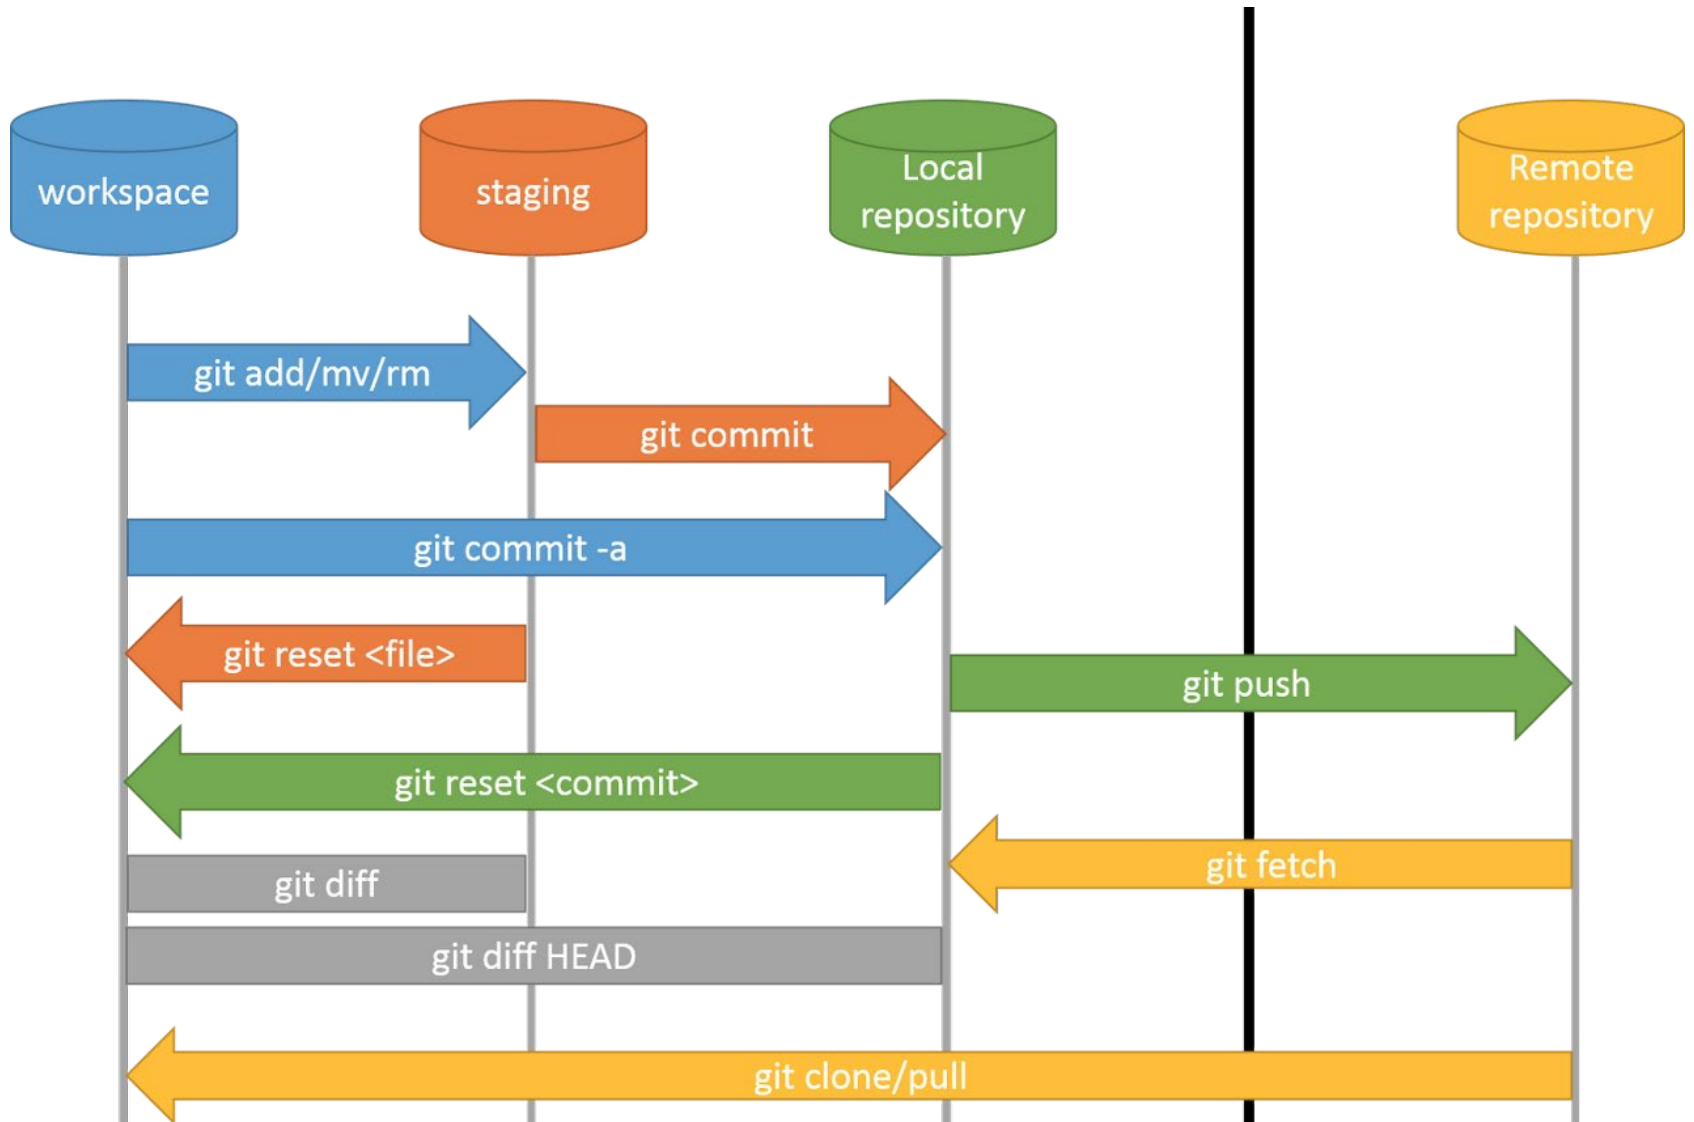 workspace
staging
Local
repository
Remote
repository
git add/mv/rm
git commit
git commit -a
git reset <file>
git push
git reset <commit>
git fetch
git diff
git diff HEAD
git clone/pull